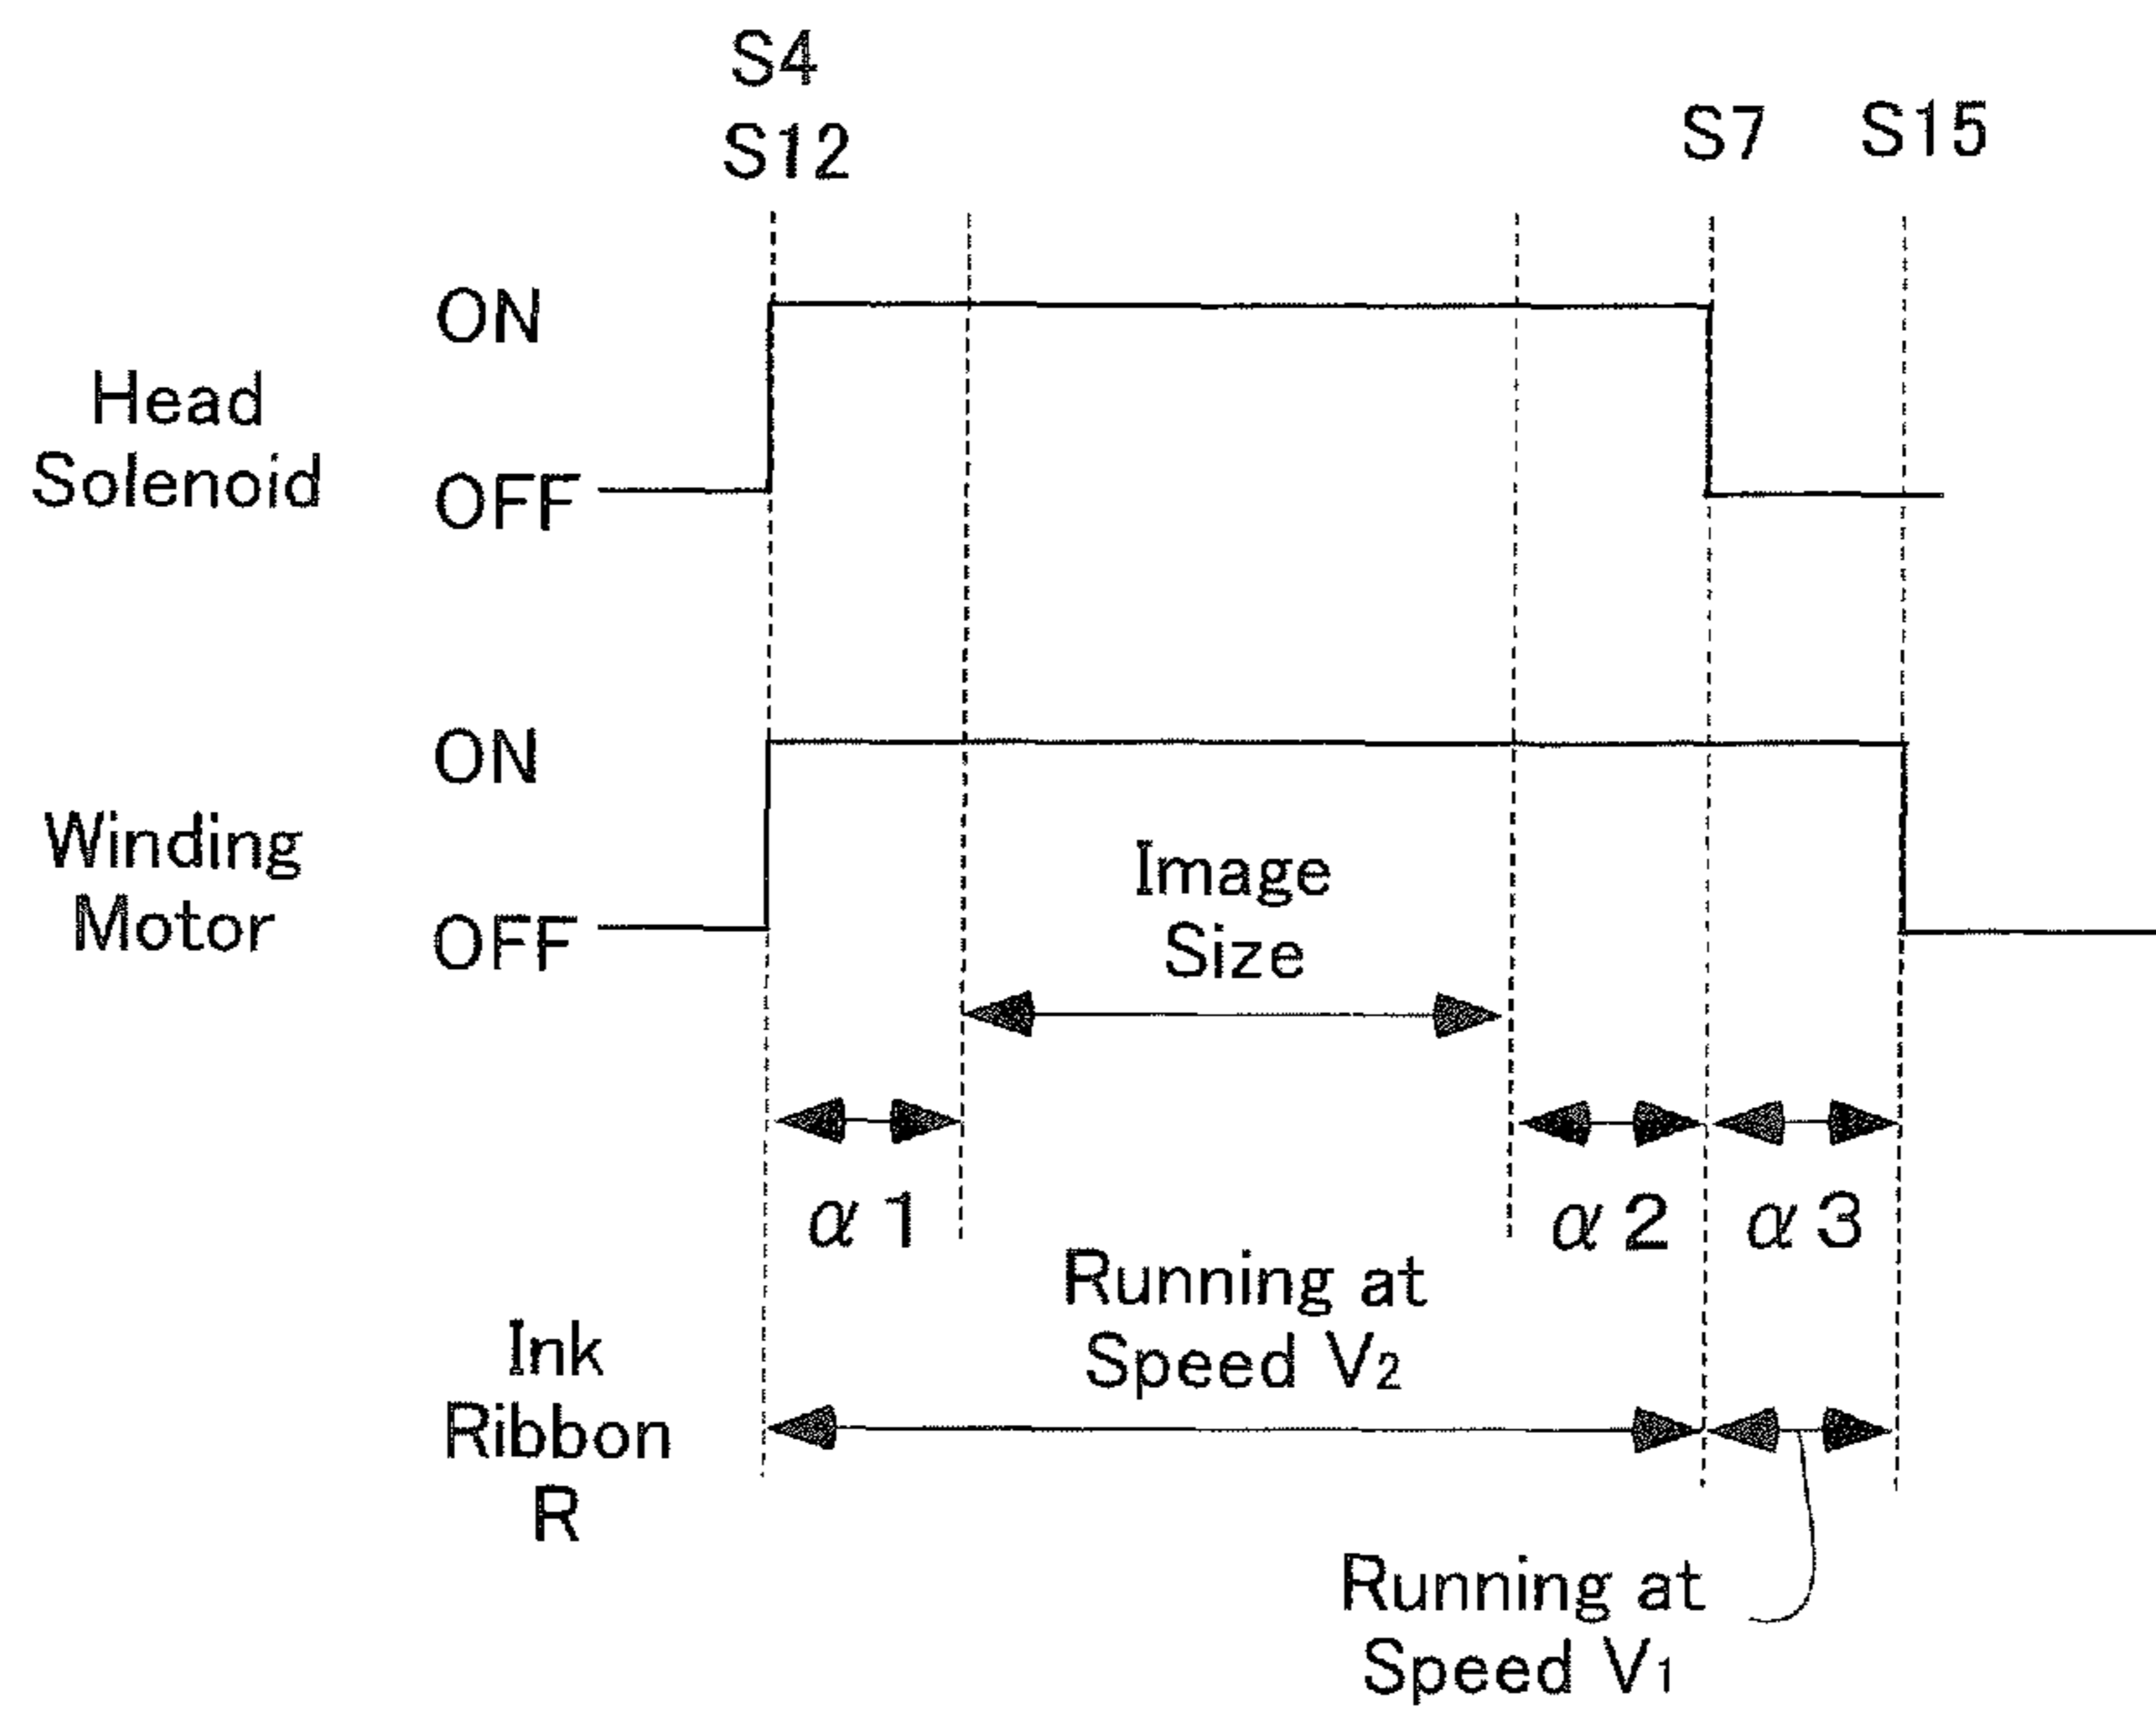 S4
S12
S7
S15
ON
Head
Solenoid
OFF
ON
Winding
Motor
OFF
Image
Size
α1
α2
α3
Running at
Speed V2
Ink
Ribbon
R
Running at
Speed V1